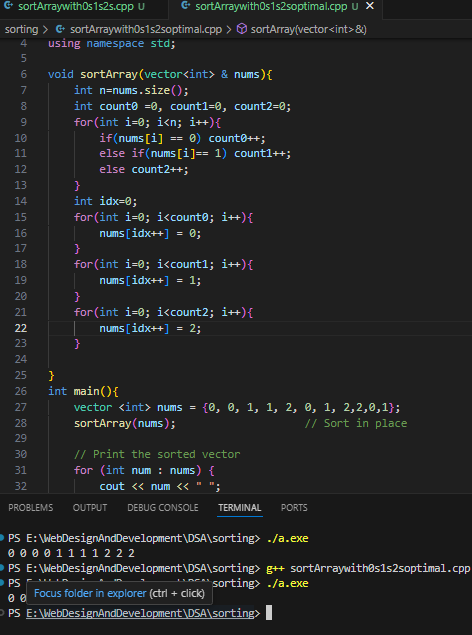 sortArraywith0s1s2s.cpp U
sortArraywith0s1s2soptimal.cpp U
sorting > sortArraywith0s1s2soptimal.cpp > sortArray(vector<int>&)
4 using namespace std;
5
6 void sortArray(vector<int> & nums){
7 int n=nums.size();
8 int count0 =0, count1=0, count2=0;
9 for(int i=0; i<n; i++){
10 if(nums[i] == 0) count0++;
11 else if(nums[i]== 1) count1++;
12 else count2++;
13 }
14 int idx=0;
15 for(int i=0; i<count0; i++){
16 nums[idx++] = 0;
17 }
18 for(int i=0; i<count1; i++){
19 nums[idx++] = 1;
20 }
21 for(int i=0; i<count2; i++){
22 nums[idx++] = 2;
23 }
24
25 }
26 int main(){
27 vector <int> nums = {0, 0, 1, 1, 2, 0, 1, 2,2,0,1};
28 sortArray(nums); // Sort in place
29
30 // Print the sorted vector
31 for (int num : nums) {
32 cout << num << " ";
PROBLEMS OUTPUT DEBUG CONSOLE TERMINAL PORTS
PS E:\WebDesignAndDevelopment\DSA\sorting> ./a.exe
0 0 0 0 1 1 1 1 2 2 2
PS E:\WebDesignAndDevelopment\DSA\sorting> g++ sortArraywith0s1s2soptimal.cpp
PS E:\WebDesignAndDevelopment\DSA\sorting> ./a.exe
0 0
Focus folder in explorer (ctrl + click)
PS E:\WebDesignAndDevelopment\DSA\sorting>